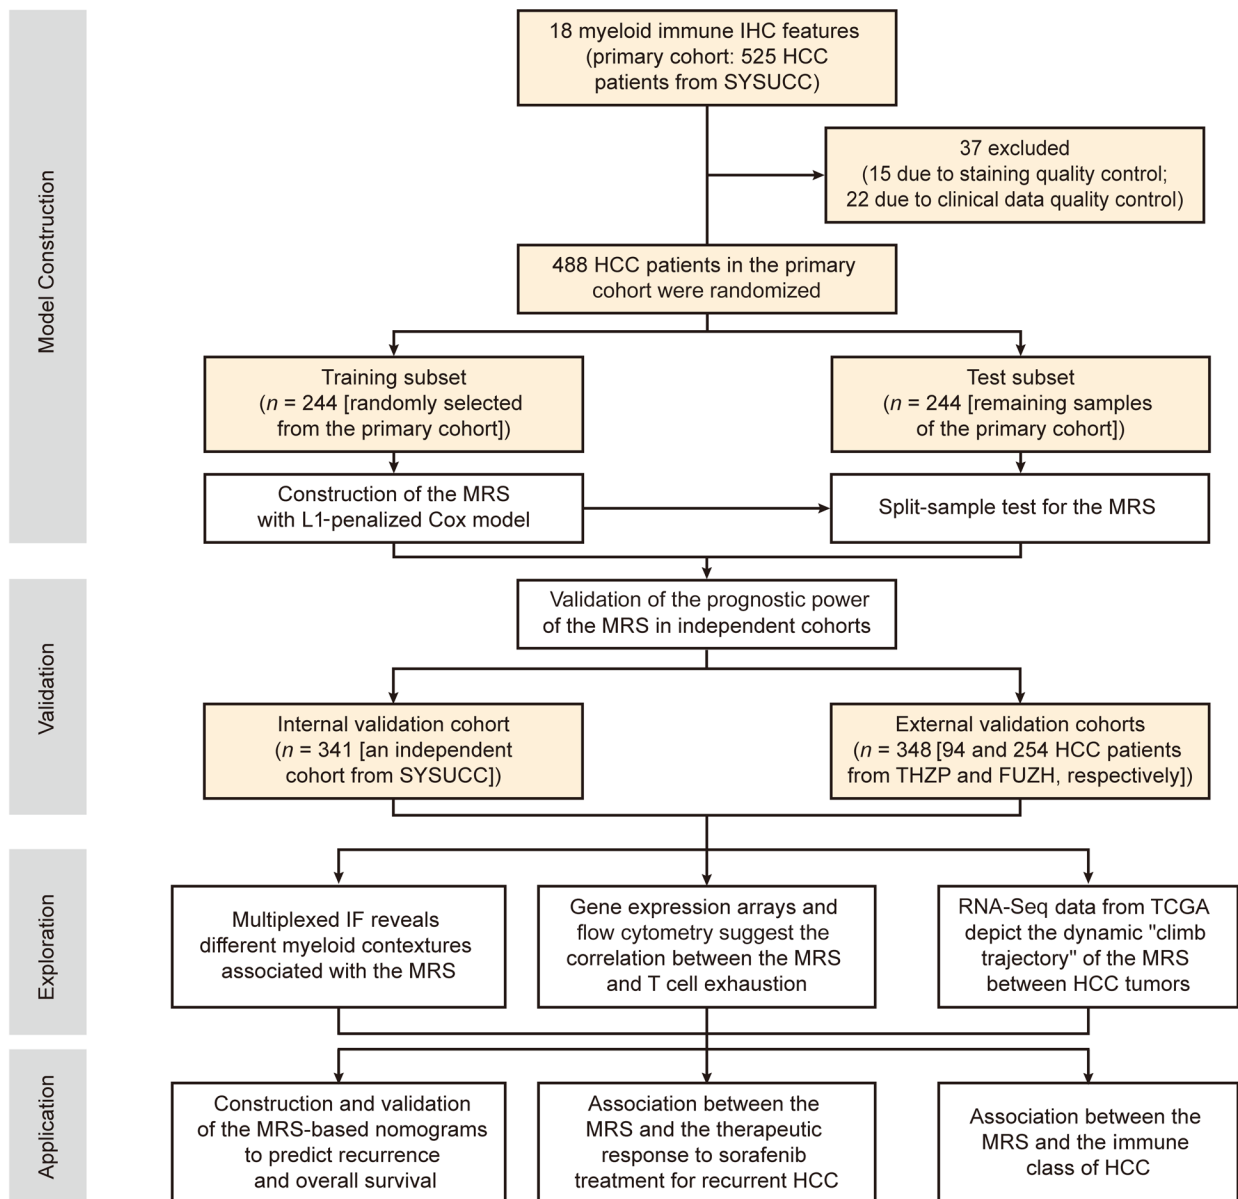 Model Construction
18 myeloid immune IHC features
(primary cohort: 525 HCC
patients from SYSUCC)
37 excluded
(15 due to staining quality control;
22 due to clinical data quality control)
488 HCC patients in the primary
cohort were randomized
Training subset
(n = 244 [randomly selected
from the primary cohort])
Test subset
(n = 244 [remaining samples
of the primary cohort])
Construction of the MRS
with L1-penalized Cox model
Split-sample test for the MRS
Validation
Validation of the prognostic power
of the MRS in independent cohorts
Internal validation cohort
(n = 341 [an independent
cohort from SYSUCC])
External validation cohorts
(n = 348 [94 and 254 HCC patients
from THZP and FUZH, respectively])
Exploration
Multiplexed IF reveals
different myeloid contextures
associated with the MRS
Gene expression arrays and
flow cytometry suggest the
correlation between the MRS
and T cell exhaustion
RNA-Seq data from TCGA
depict the dynamic "climb
trajectory" of the MRS
between HCC tumors
Application
Construction and validation
of the MRS-based nomograms
to predict recurrence
and overall survival
Association between the
MRS and the therapeutic
response to sorafenib
treatment for recurrent HCC
Association between the
MRS and the immune
class of HCC